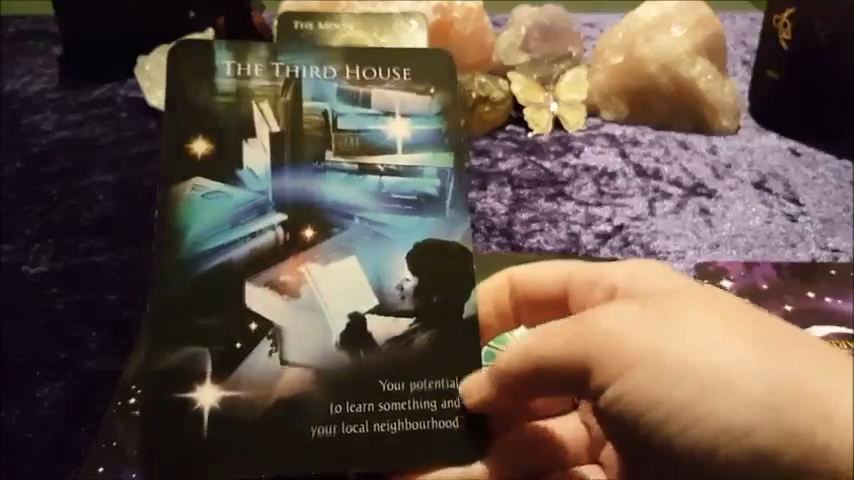 The Moon
The Third House
Your potential
to learn something and
your local neighbourhood